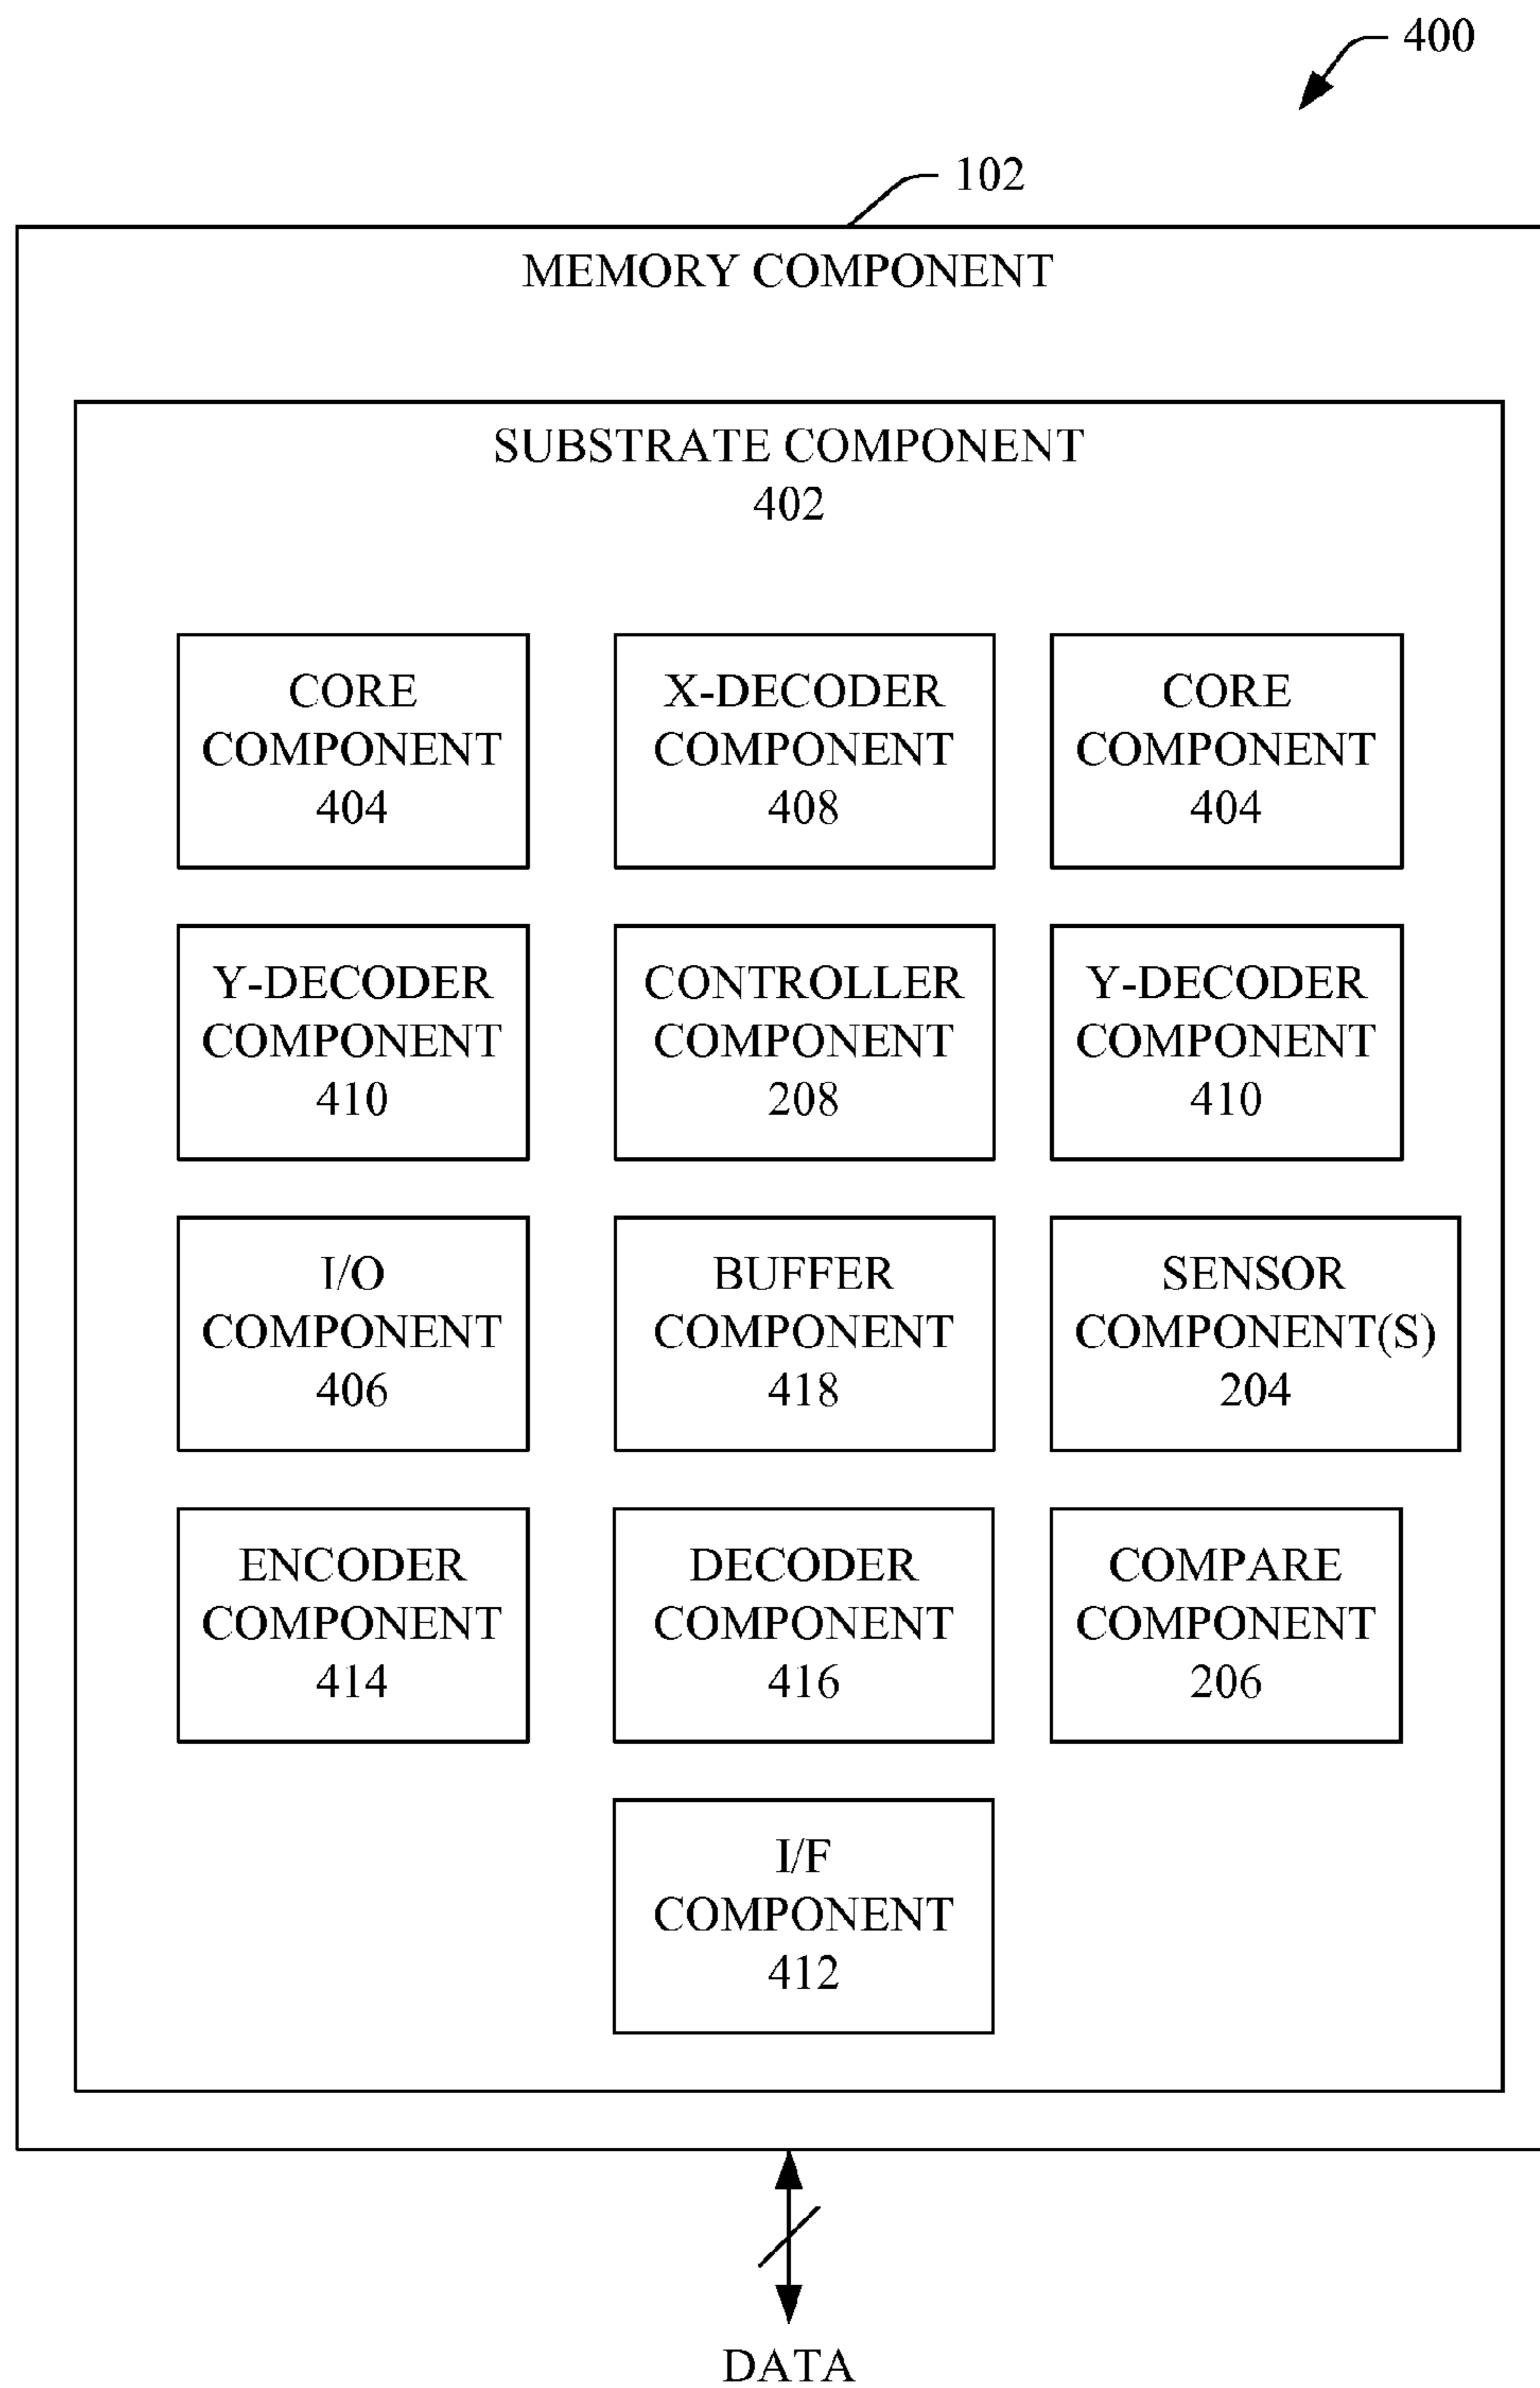 400
102
MEMORY COMPONENT
SUBSTRATE COMPONENT
402
CORE
COMPONENT
404
X-DECODER
COMPONENT
408
CORE
COMPONENT
404
Y-DECODER
COMPONENT
410
CONTROLLER
COMPONENT
208
Y-DECODER
COMPONENT
410
I/O
COMPONENT
406
BUFFER
COMPONENT
418
SENSOR
COMPONENT(S)
204
ENCODER
COMPONENT
414
DECODER
COMPONENT
416
COMPARE
COMPONENT
206
I/F
COMPONENT
412
DATA